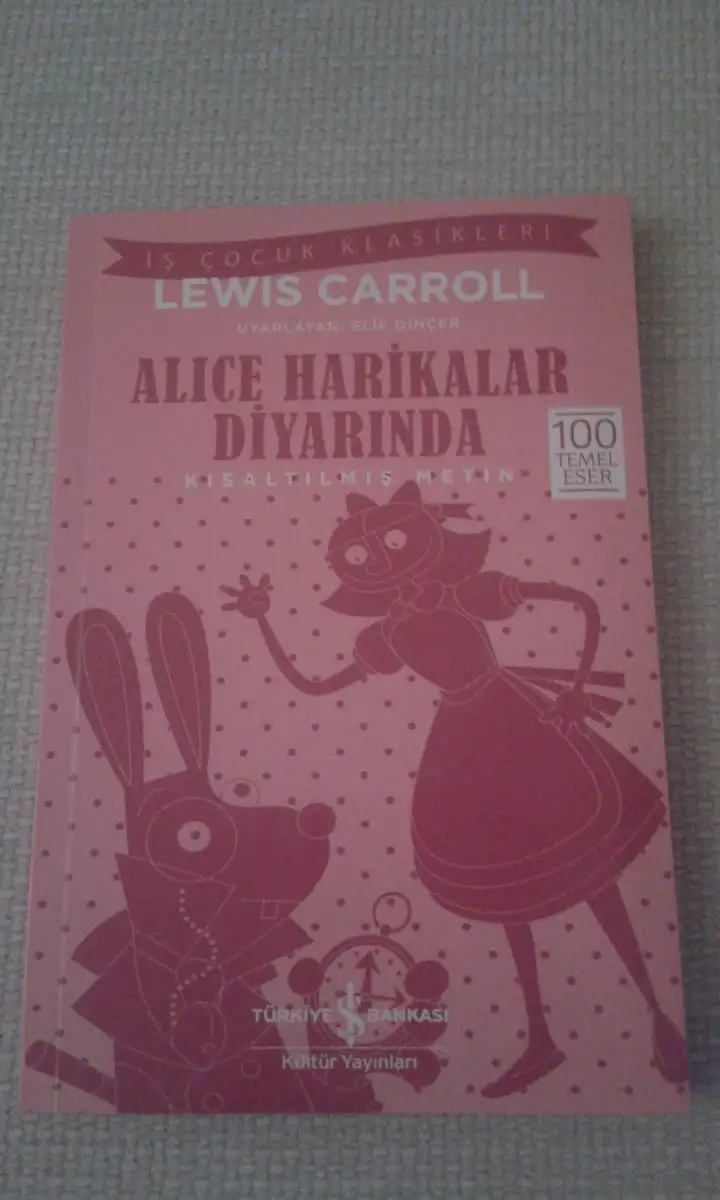 İŞ ÇOCUK KLASİKLERİ
LEWIS CARROLL
UYARLAYAN: ELİF DİNÇER
ALICE HARİKALAR
DİYARINDA
KISALTILMIŞ METİN
100
TEMEL
ESER
TÜRKİYE İŞ BANKASI
Kültür Yayınları